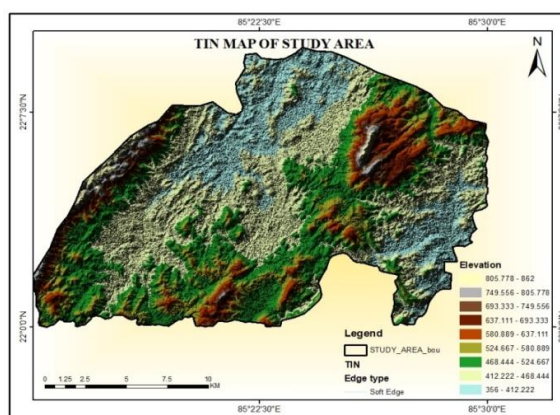 85°22'30"E
85°30'0"E
TIN MAP OF STUDY AREA
N
22°7'30"N
22°0'0"N
Elevation
805.778 - 862
749.556 - 805.778
693.333 - 749.556
637.111 - 693.333
580.889 - 637.111
524.667 - 580.889
468.444 - 524.667
412.222 - 468.444
356 - 412.222
Legend
STUDY_AREA_bou
TIN
Edge type
Soft Edge
0 1.25 2.5 5 7.5 10
KM
85°22'30"E
85°30'0"E